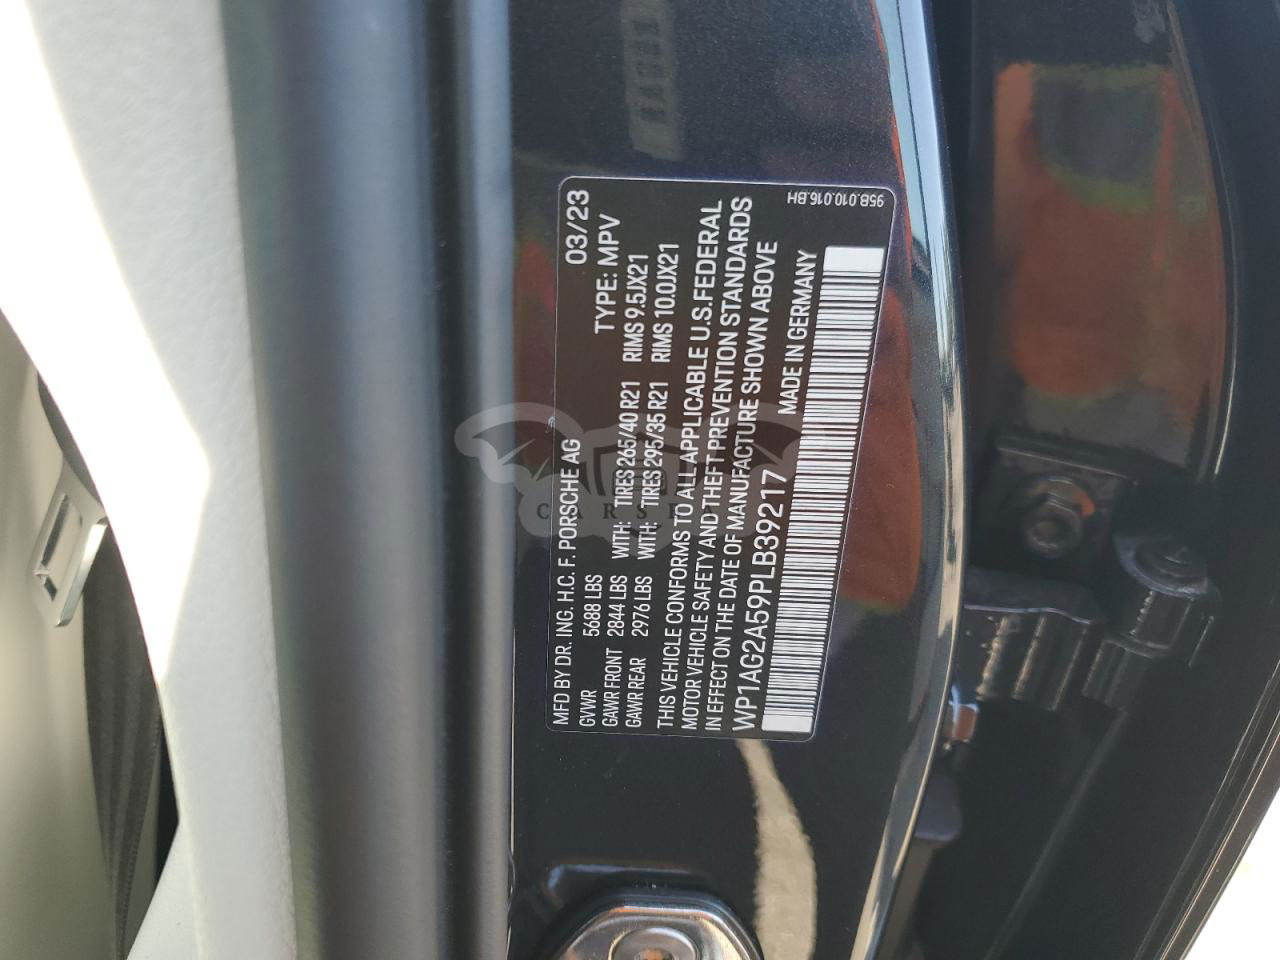 MFD BY DR. ING. H.C. F. PORSCHE AG 03/23
GVWR 5688 LBS TYPE: MPV
GAWR FRONT 2844 LBS WITH: TIRES 265/40 R21 RIMS 9.5JX21
GAWR REAR 2976 LBS WITH: TIRES 295/35 R21 RIMS 10.0JX21
THIS VEHICLE CONFORMS TO ALL APPLICABLE U.S.FEDERAL
MOTOR VEHICLE SAFETY AND THEFT PREVENTION STANDARDS
IN EFFECT ON THE DATE OF MANUFACTURE SHOWN ABOVE
WP1AG2A59PLB39217 MADE IN GERMANY
95B.010.016.BH
CARSFA